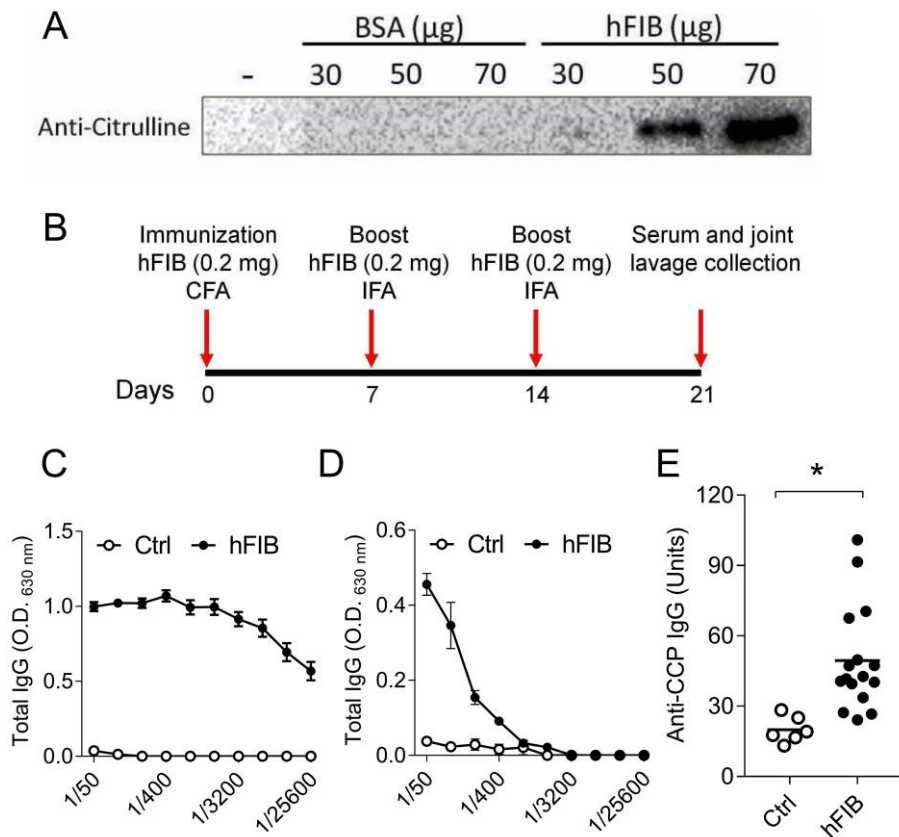 A
BSA (µg) hFIB (µg)
- 30 50 70 30 50 70
Anti-Citrulline
B
Immunization
hFIB (0.2 mg)
CFA
Boost
hFIB (0.2 mg)
IFA
Boost
hFIB (0.2 mg)
IFA
Serum and joint
lavage collection
Days 0 7 14 21
C
Total IgG (O.D. 630 nm)
Ctrl hFIB
1.5
1.0
0.5
0.0
1/50 1/400 1/3200 1/25600
D
Total IgG (O.D. 630 nm)
Ctrl hFIB
0.6
0.4
0.2
0.0
1/50 1/400 1/3200 1/25600
E
*
Anti-CCP IgG (Units)
120
90
60
30
0
Ctrl hFIB